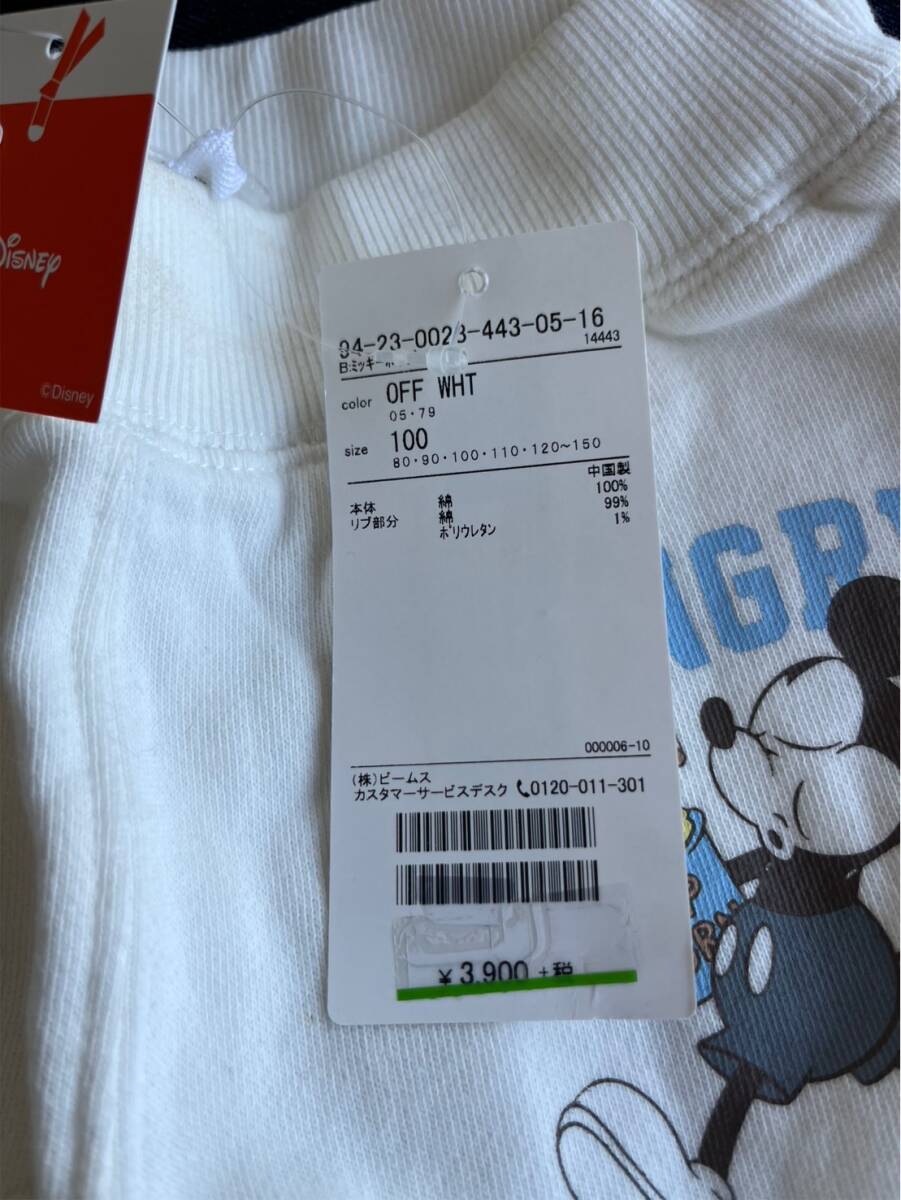 DISNEY
©Disney
94-23-0023-443-05-16
14443
B:ミッキー
color OFF WHT
05・79
size 100
80・90・100・110・120~150
中国製
本体 綿 100%
リブ部分 綿 99%
ポリウレタン 1%
000006-10
(株)ビームス
カスタマーサービスデスク 0120-011-301
¥3,900 +税